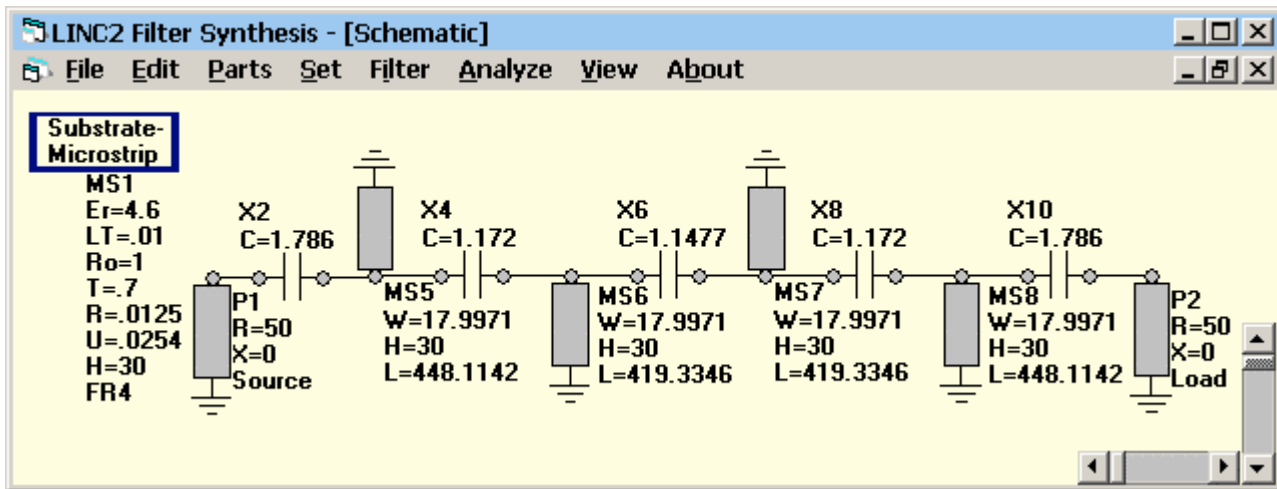 LINC2 Filter Synthesis - [Schematic]
File Edit Parts Set Filter Analyze View About
Substrate-
Microstrip
MS1
Er=4.6
LT=.01
Ro=1
T=.7
R=.0125
U=.0254
H=30
FR4
P1
R=50
X=0
Source
X2
C=1.786
MS5
W=17.9971
H=30
L=448.1142
X4
C=1.172
MS6
W=17.9971
H=30
L=419.3346
X6
C=1.1477
MS7
W=17.9971
H=30
L=419.3346
X8
C=1.172
MS8
W=17.9971
H=30
L=448.1142
X10
C=1.786
P2
R=50
X=0
Load